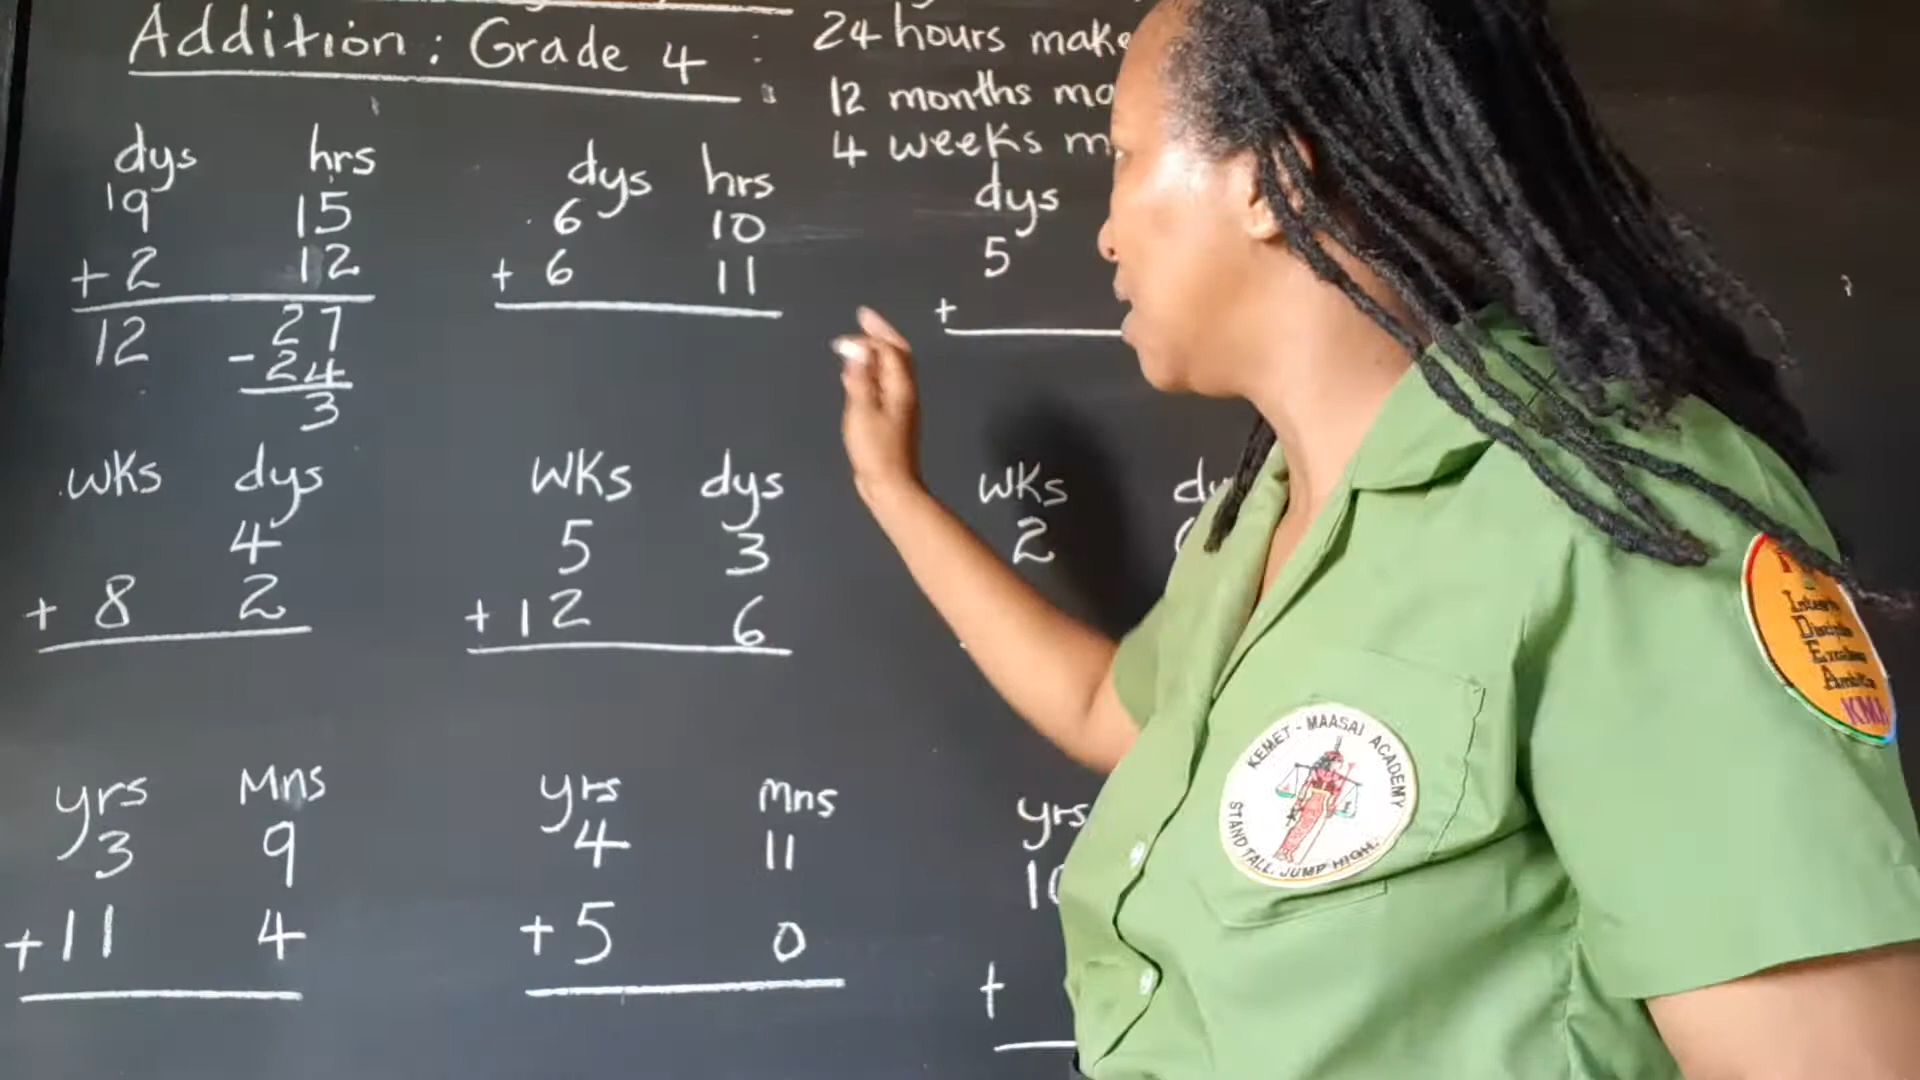 Addition: Grade 4 :
24 hours make
12 months ma
4 weeks m
dys hrs
19 15
+ 2 12
12 27
- 24
3
dys hrs
6 10
+ 6 11
dys
5
+
wks dys
4
+ 8 2
wks dys
5 3
+ 12 6
wks dy
2
yrs Mns
3 9
+ 11 4
yrs mns
4 11
+ 5 0
yrs
10
+
KEMET - MAASAI ACADEMY
STAND TALL, JUMP HIGH.
KMA